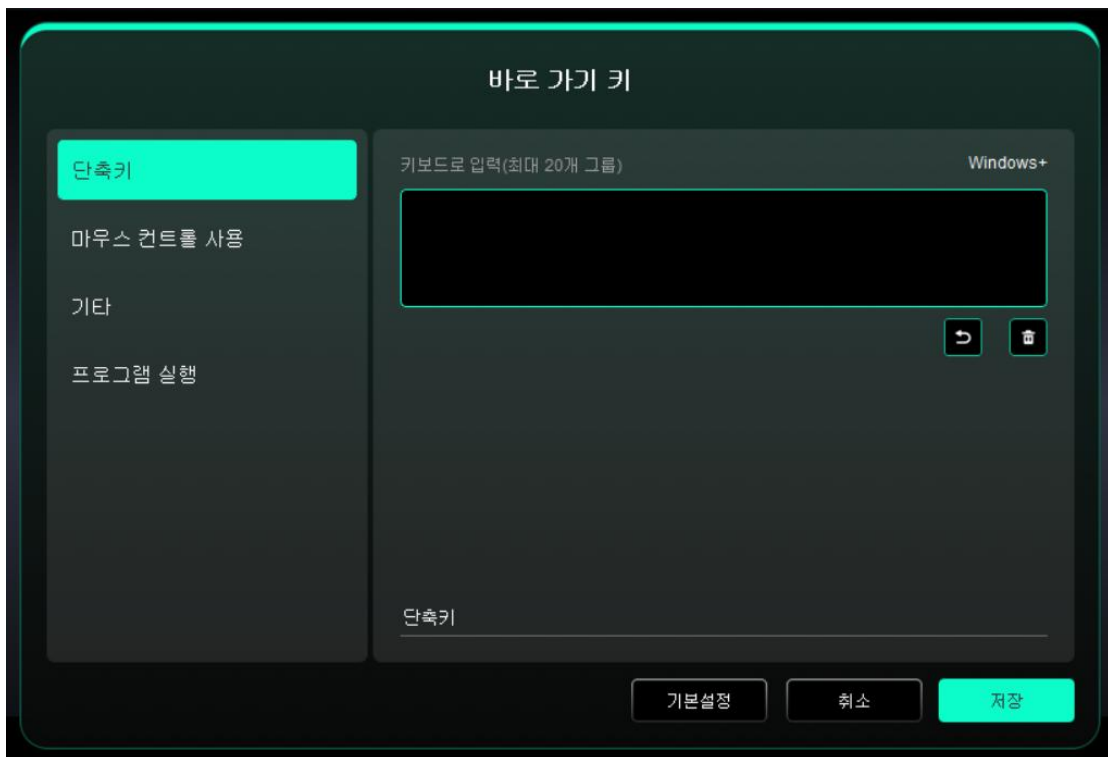 바로 가기 키
단축키
마우스 컨트롤 사용
기타
프로그램 실행
키보드로 입력(최대 20개 그룹)
Windows+
단축키
기본설정
취소
저장